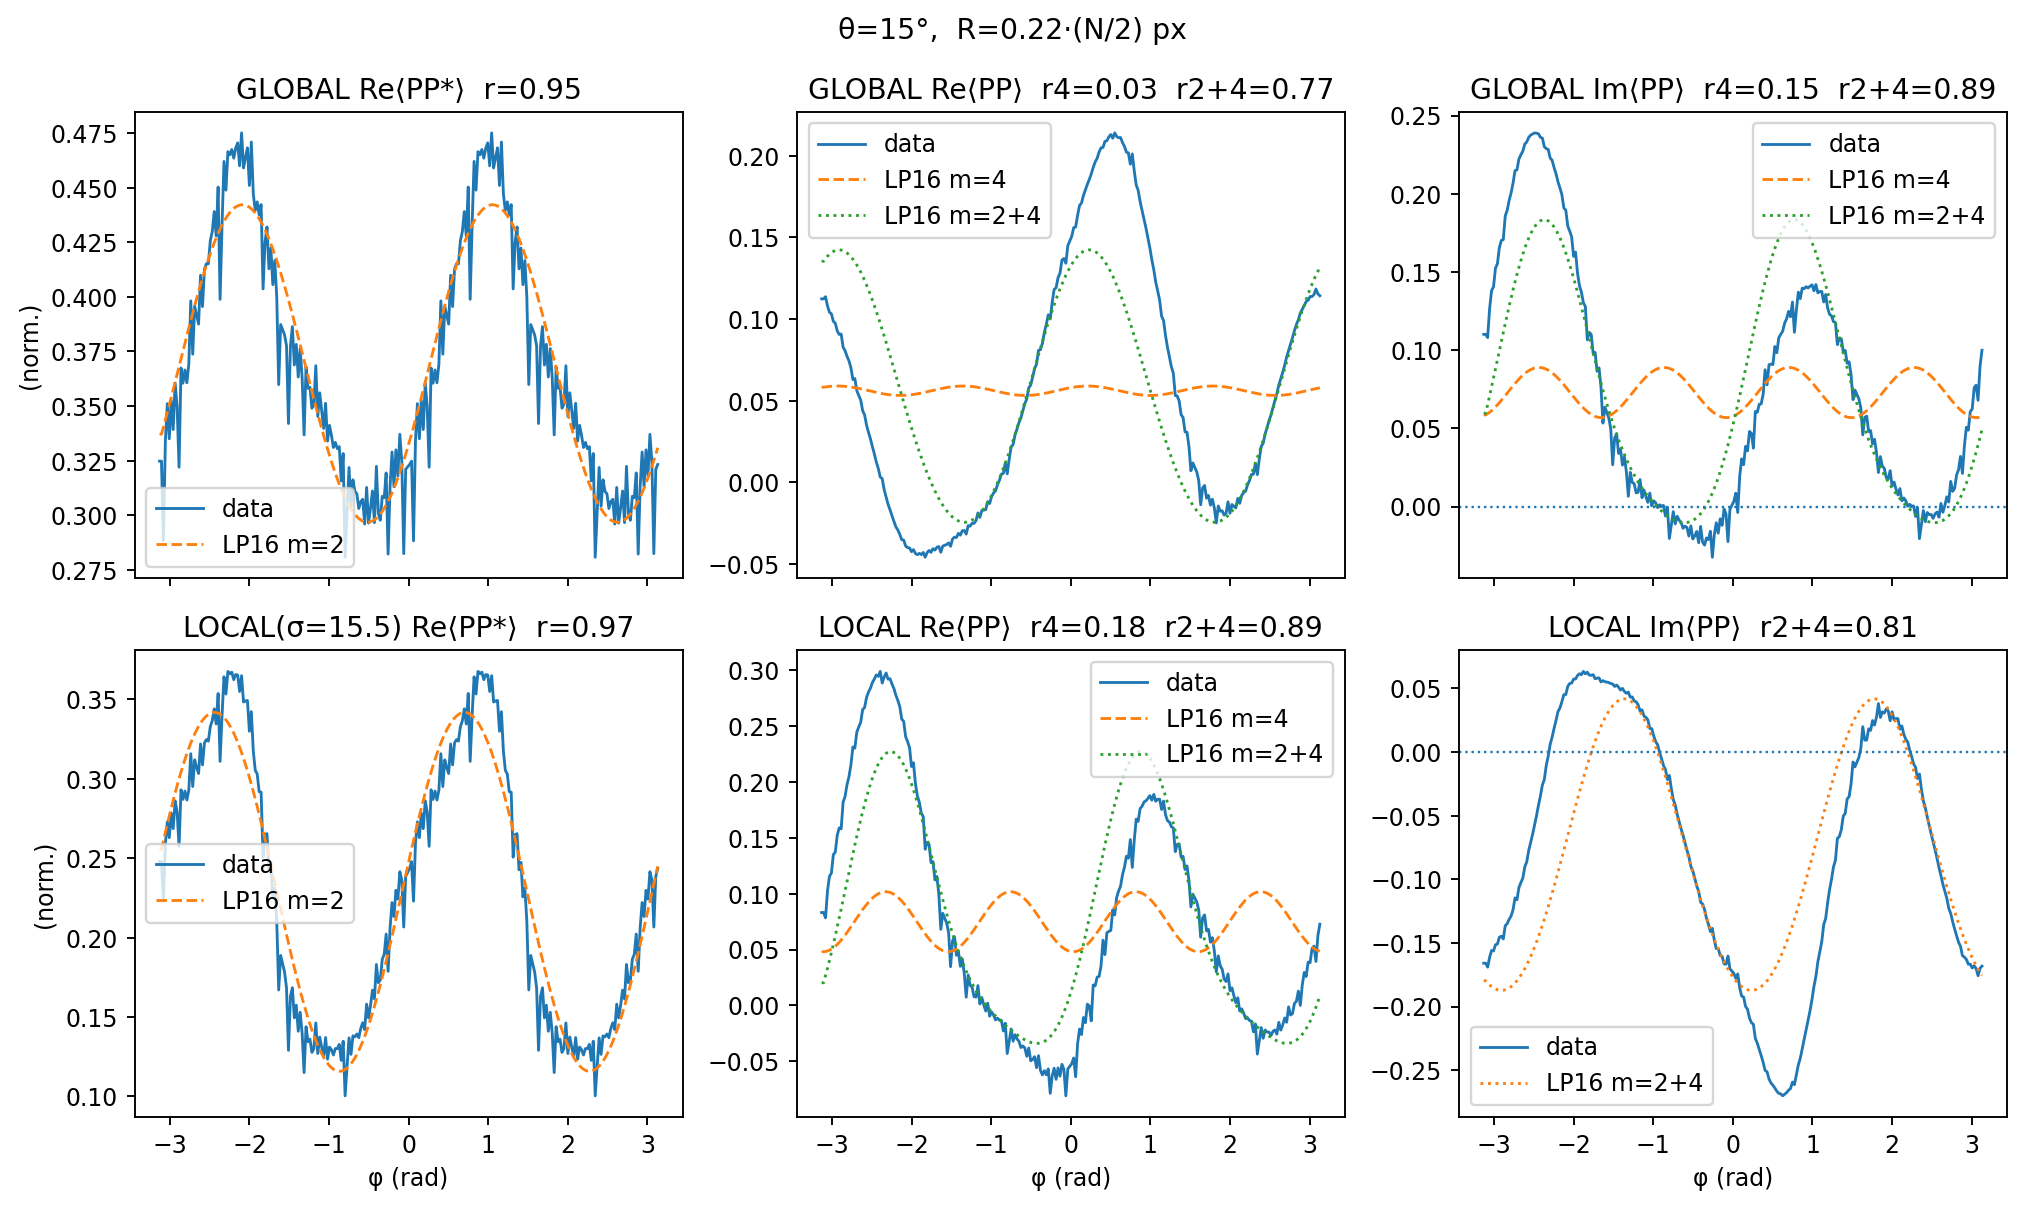 θ=15°,  R=0.22·(N/2) px
GLOBAL Re⟨PP*⟩  r=0.95
0.475
0.450
0.425
0.400
0.375
0.350
0.325
0.300
0.275
(norm.)
data
LP16 m=2
GLOBAL Re⟨PP⟩  r4=0.03  r2+4=0.77
0.20
0.15
0.10
0.05
0.00
−0.05
data
LP16 m=4
LP16 m=2+4
GLOBAL Im⟨PP⟩  r4=0.15  r2+4=0.89
0.25
0.20
0.15
0.10
0.05
0.00
data
LP16 m=4
LP16 m=2+4
LOCAL(σ=15.5) Re⟨PP*⟩  r=0.97
0.35
0.30
0.25
0.20
0.15
0.10
(norm.)
data
LP16 m=2
−3 −2 −1 0 1 2 3
φ (rad)
LOCAL Re⟨PP⟩  r4=0.18  r2+4=0.89
0.30
0.25
0.20
0.15
0.10
0.05
0.00
−0.05
data
LP16 m=4
LP16 m=2+4
−3 −2 −1 0 1 2 3
φ (rad)
LOCAL Im⟨PP⟩  r2+4=0.81
0.05
0.00
−0.05
−0.10
−0.15
−0.20
−0.25
data
LP16 m=2+4
−3 −2 −1 0 1 2 3
φ (rad)